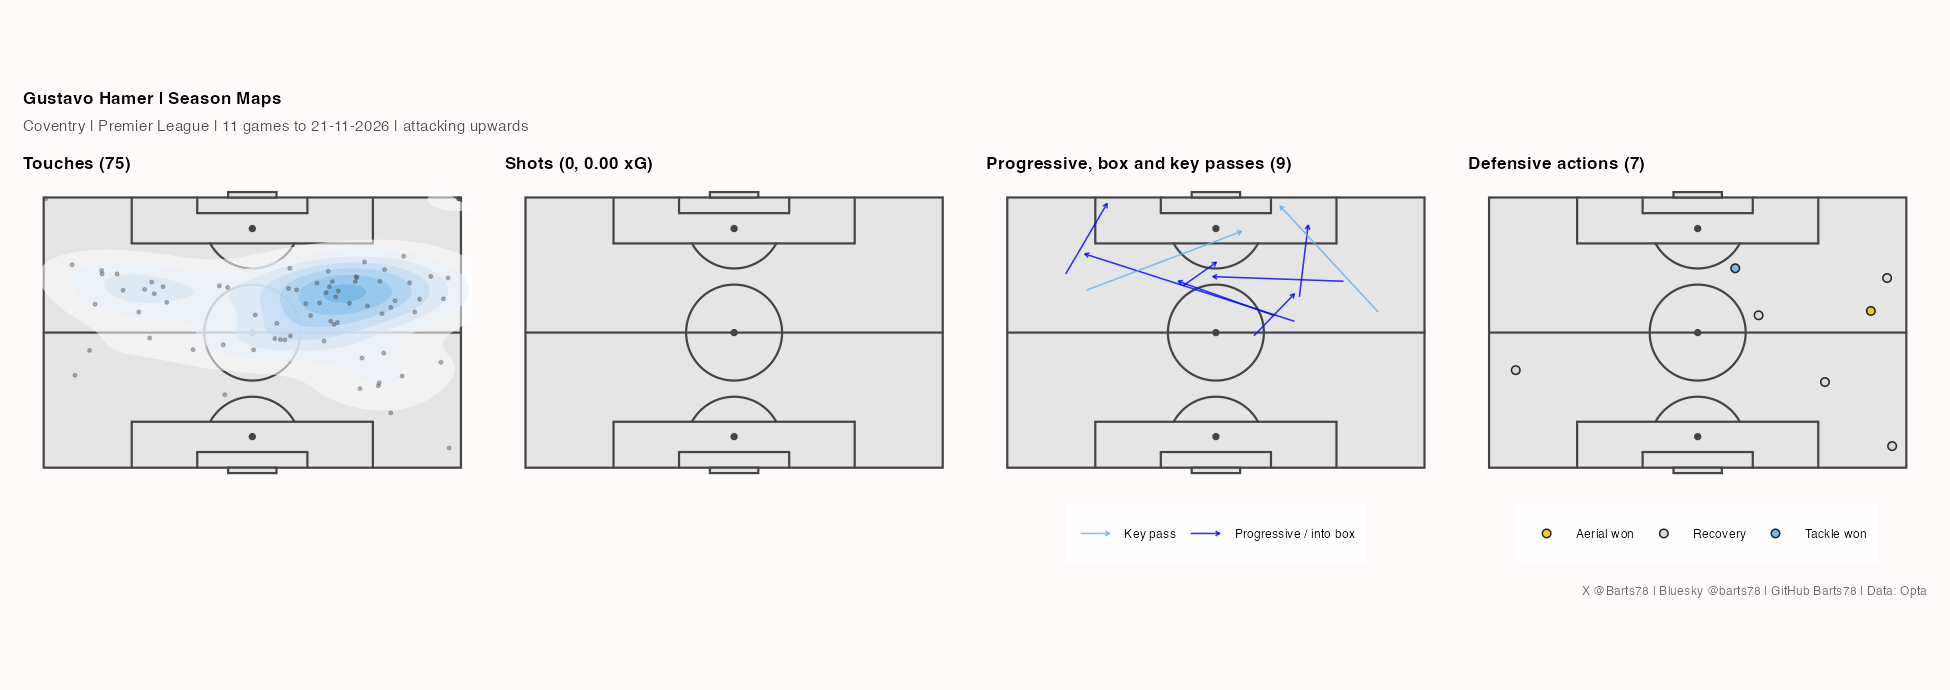 Gustavo Hamer | Season Maps
Coventry | Premier League | 11 games to 21-11-2026 | attacking upwards
Touches (75)
Shots (0, 0.00 xG)
Progressive, box and key passes (9)
Defensive actions (7)
Key pass
Progressive / into box
Aerial won
Recovery
Tackle won
X @Barts78 | Bluesky @barts78 | GitHub Barts78 | Data: Opta